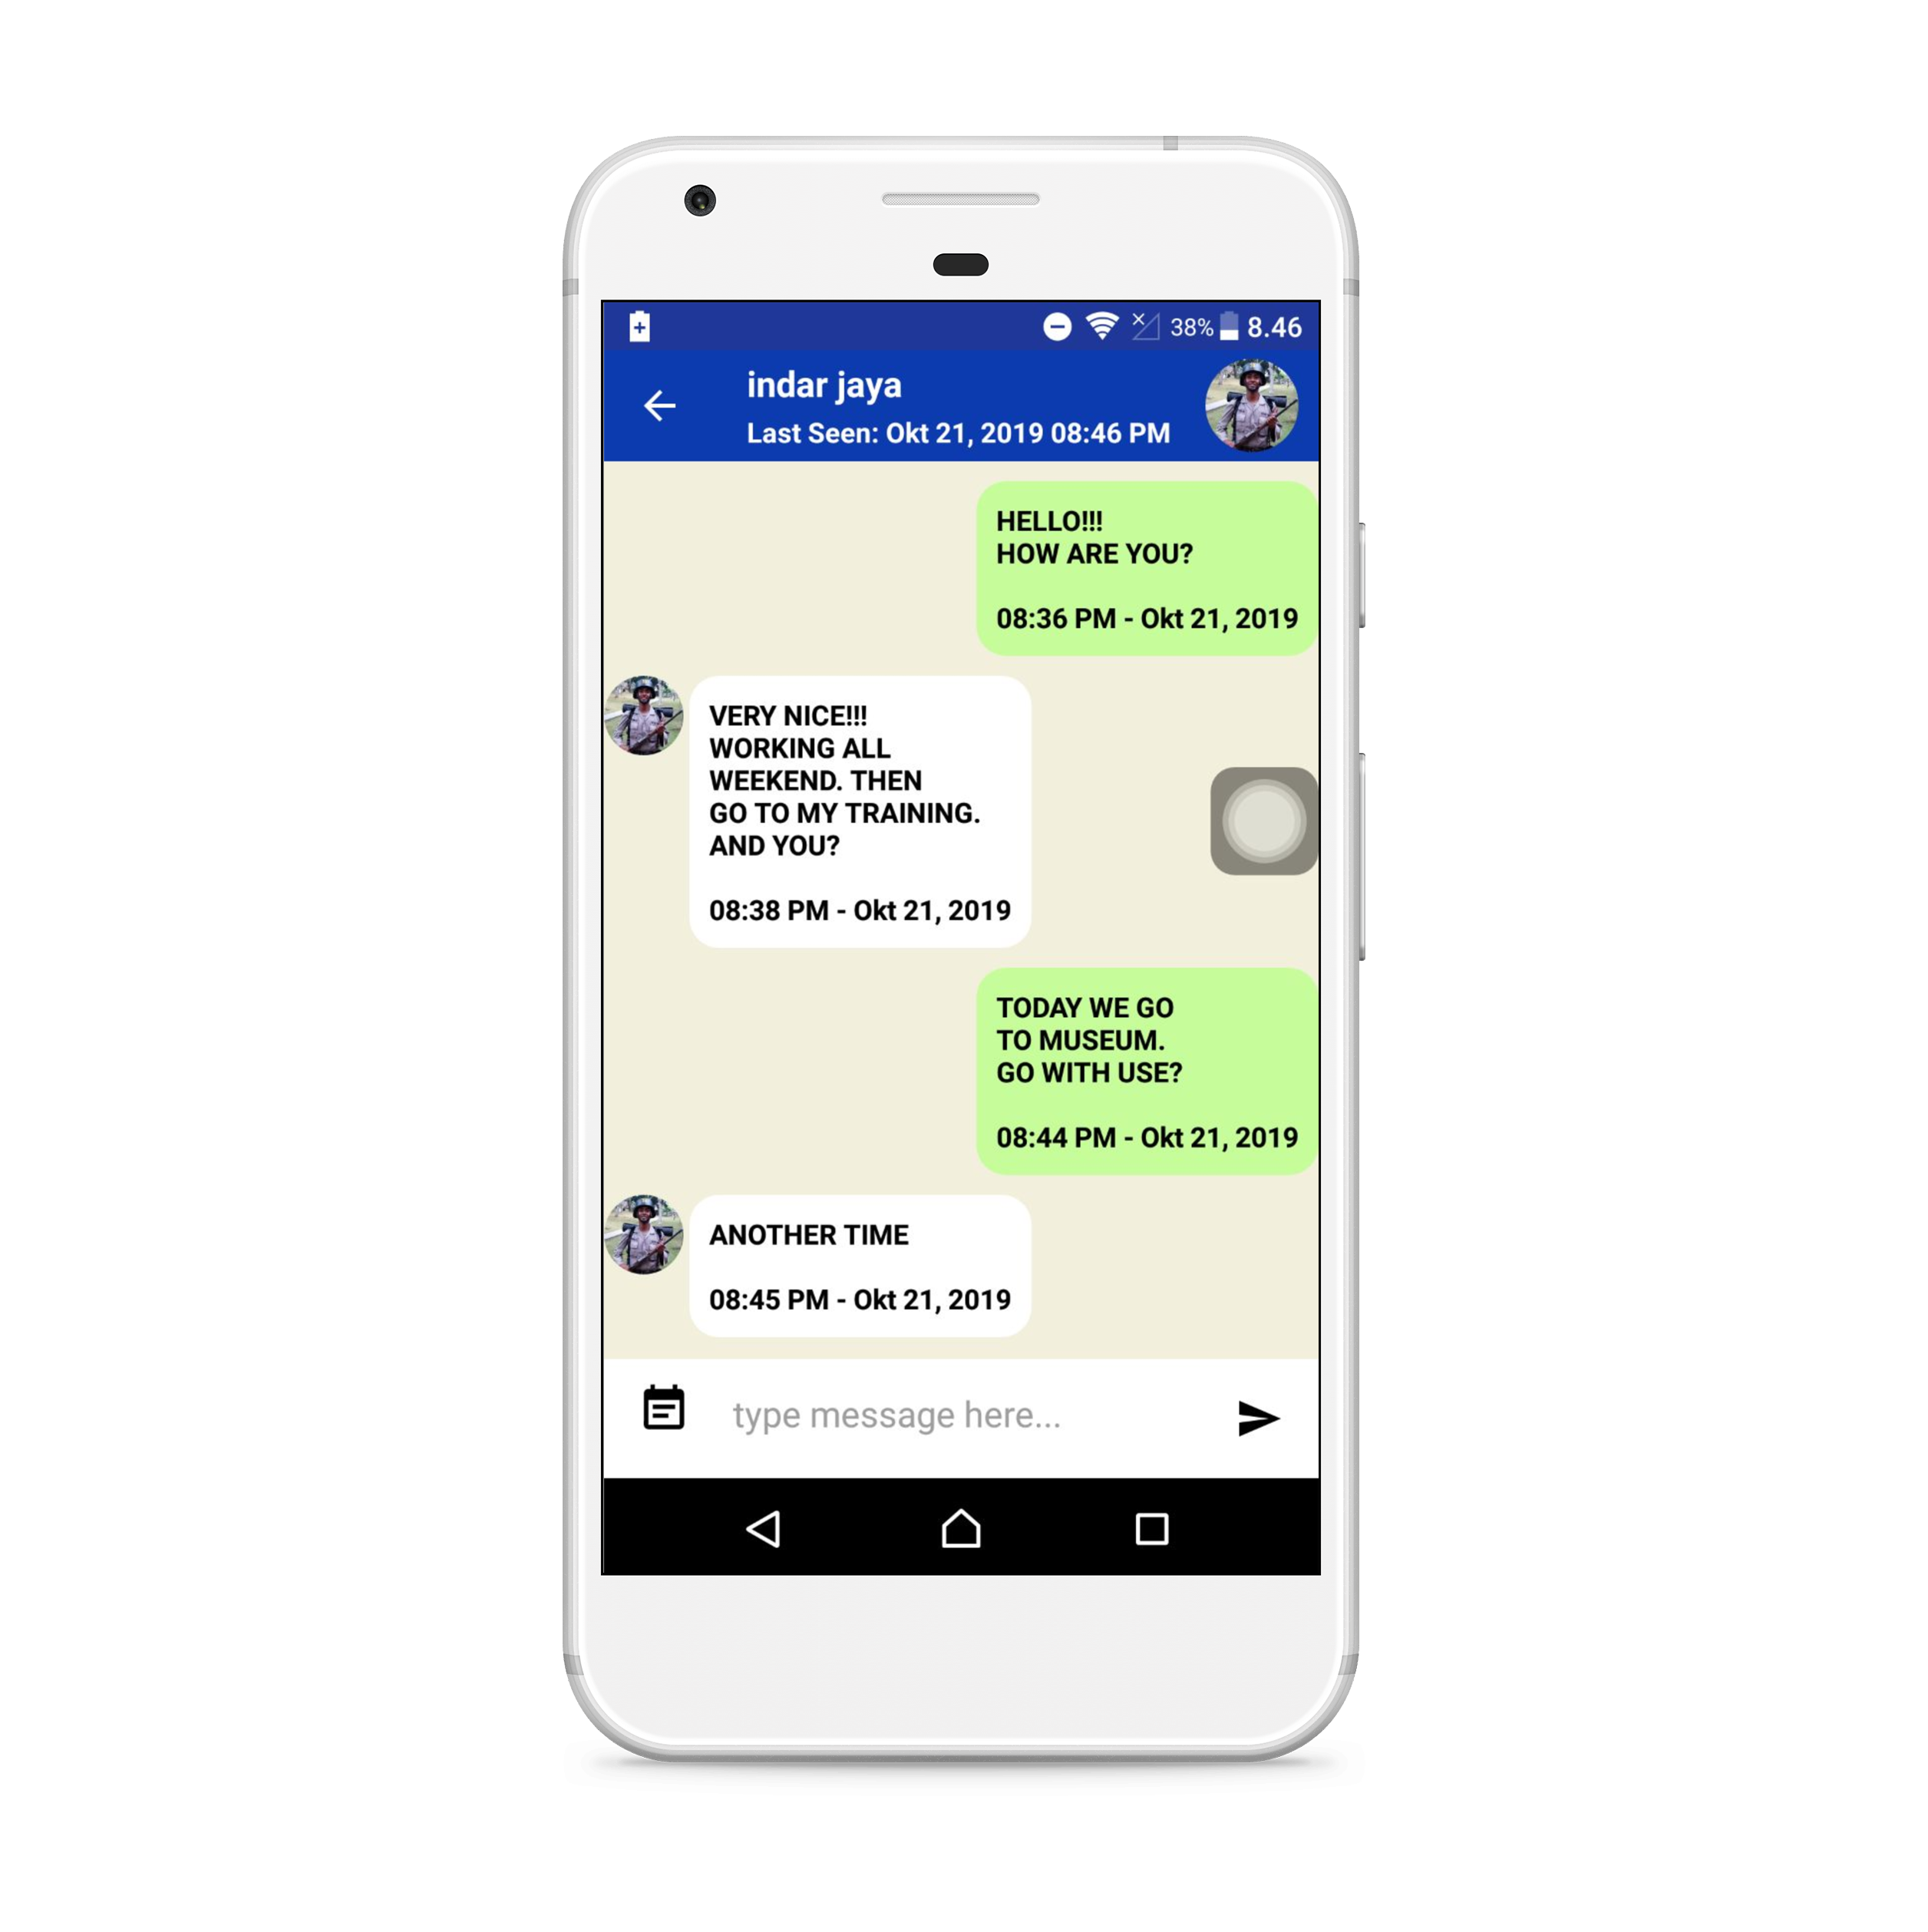 38% 8.46
indar jaya
Last Seen: Okt 21, 2019 08:46 PM
HELLO!!!
HOW ARE YOU?
08:36 PM - Okt 21, 2019
VERY NICE!!!
WORKING ALL
WEEKEND. THEN
GO TO MY TRAINING.
AND YOU?
08:38 PM - Okt 21, 2019
TODAY WE GO
TO MUSEUM.
GO WITH USE?
08:44 PM - Okt 21, 2019
ANOTHER TIME
08:45 PM - Okt 21, 2019
type message here...